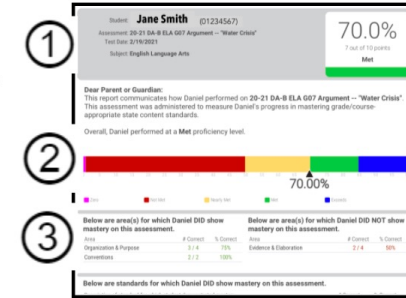 1
Student: Jane Smith (01234567)
Assessment: 20-21 DA-B ELA G07 Argument -- "Water Crisis"
Test Date: 2/19/2021
Subject: English Language Arts
70.0%
7 out of 10 points
Met
Dear Parent or Guardian:
This report communicates how Daniel performed on 20-21 DA-B ELA G07 Argument -- "Water Crisis".
This assessment was administered to measure Daniel's progress in mastering grade/course-
appropriate state content standards.
Overall, Daniel performed at a Met proficiency level.
2
70.00%
Not Met
Nearly Met
Met
3
Below are area(s) for which Daniel DID show
mastery on this assessment.
Area # Correct % Correct
Organization & Purpose 3 / 4 75%
Conventions 2 / 2 100%
Below are area(s) for which Daniel DID NOT show
mastery on this assessment.
Area # Correct % Correct
Evidence & Elaboration 2 / 4 50%
Below are standards for which Daniel DID show mastery on this assessment.